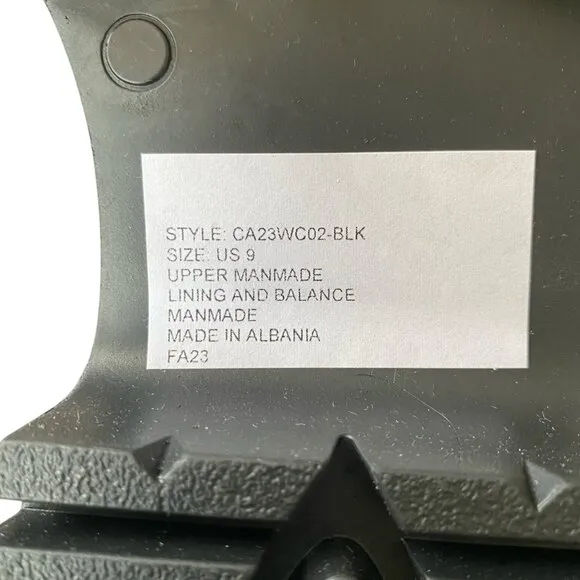 STYLE: CA23WC02-BLK
SIZE: US 9
UPPER MANMADE
LINING AND BALANCE
MANMADE
MADE IN ALBANIA
FA23